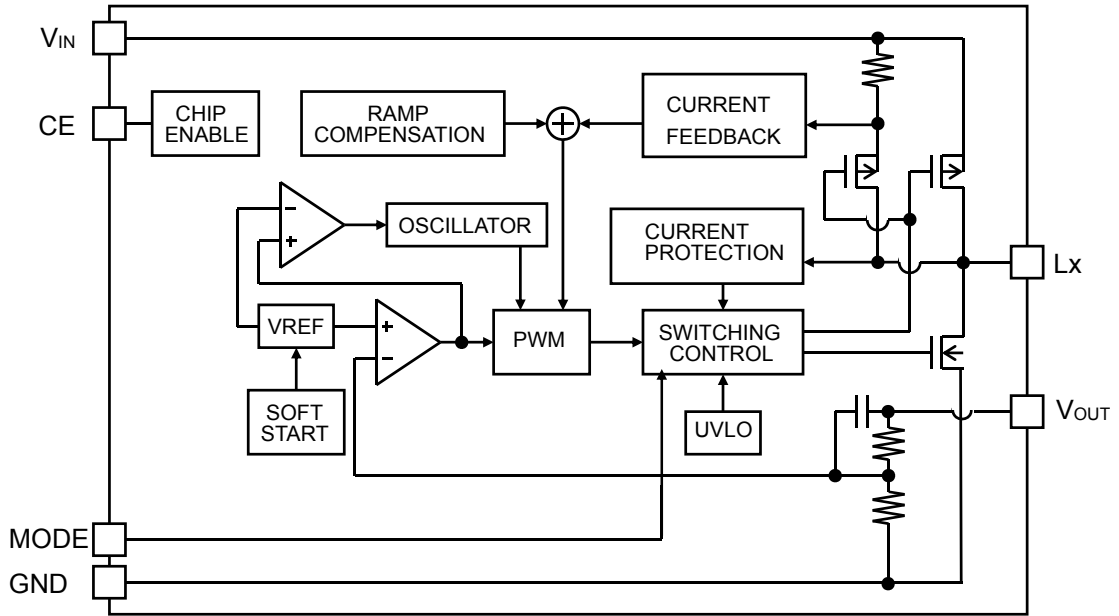 VIN
CE
CHIP
ENABLE
RAMP
COMPENSATION
+
CURRENT
FEEDBACK
-
+
OSCILLATOR
CURRENT
PROTECTION
Lx
VREF
+
-
PWM
SWITCHING
CONTROL
SOFT
START
UVLO
VOUT
MODE
GND